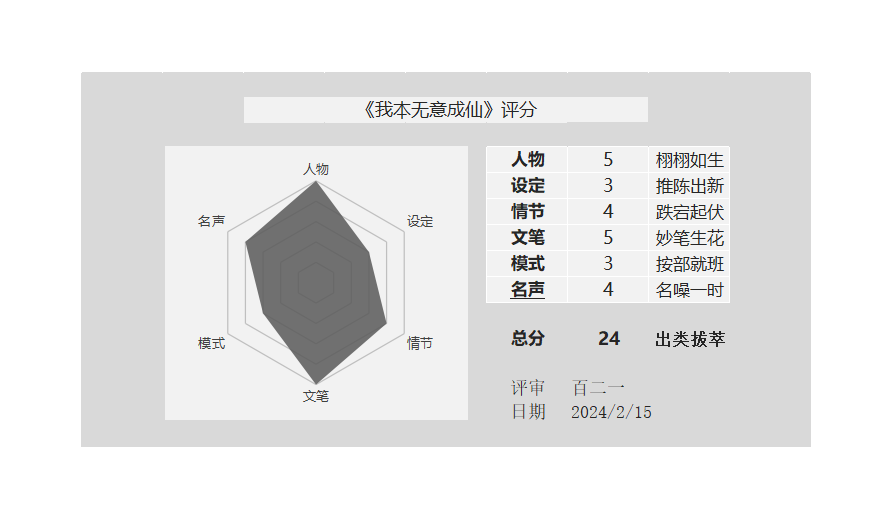 《我本无意成仙》评分
人物
名声
设定
模式
情节
文笔
人物 5 栩栩如生
设定 3 推陈出新
情节 4 跌宕起伏
文笔 5 妙笔生花
模式 3 按部就班
名声 4 名噪一时
总分 24 出类拔萃
评审 百二一
日期 2024/2/15